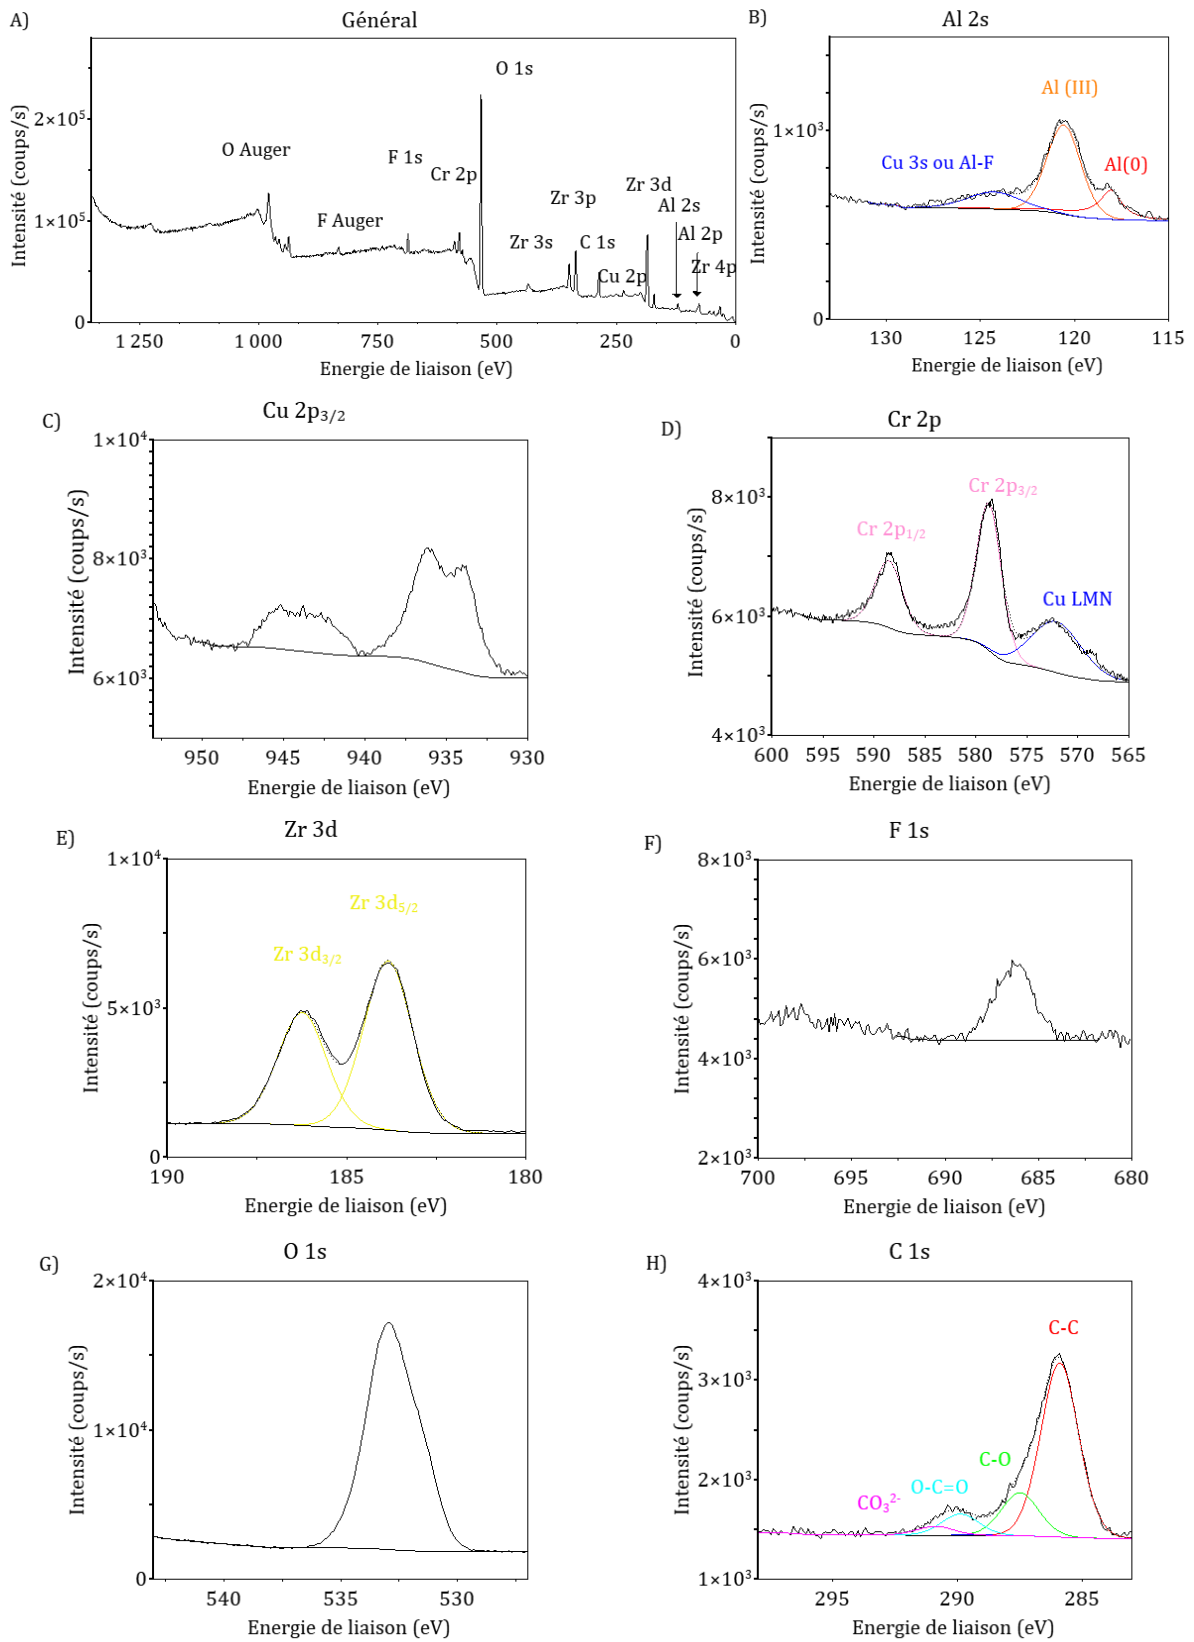 A)
Général
Intensité (coups/s)
2×10⁵
1×10⁵
0
O Auger
F Auger
F 1s
Cr 2p
O 1s
Zr 3s
Zr 3p
C 1s
Cu 2p
Zr 3d
Al 2s
Al 2p
Zr 4p
1 250 1 000 750 500 250 0
Energie de liaison (eV)
B)
Al 2s
Intensité (coups/s)
1×10³
0
Cu 3s ou Al-F
Al (III)
Al(0)
130 125 120 115
Energie de liaison (eV)
C)
Cu 2p₃/₂
Intensité (coups/s)
1×10⁴
8×10³
6×10³
950 945 940 935 930
Energie de liaison (eV)
D)
Cr 2p
Intensité (coups/s)
8×10³
6×10³
4×10³
Cr 2p₁/₂
Cr 2p₃/₂
Cu LMN
600 595 590 585 580 575 570 565
Energie de liaison (eV)
E)
Zr 3d
Intensité (coups/s)
1×10⁴
5×10³
0
Zr 3d₃/₂
Zr 3d₅/₂
190 185 180
Energie de liaison (eV)
F)
F 1s
Intensité (coups/s)
8×10³
6×10³
4×10³
2×10³
700 695 690 685 680
Energie de liaison (eV)
G)
O 1s
Intensité (coups/s)
2×10⁴
1×10⁴
0
540 535 530
Energie de liaison (eV)
H)
C 1s
Intensité (coups/s)
4×10³
3×10³
2×10³
1×10³
CO₃²⁻
O-C=O
C-O
C-C
295 290 285
Energie de liaison (eV)